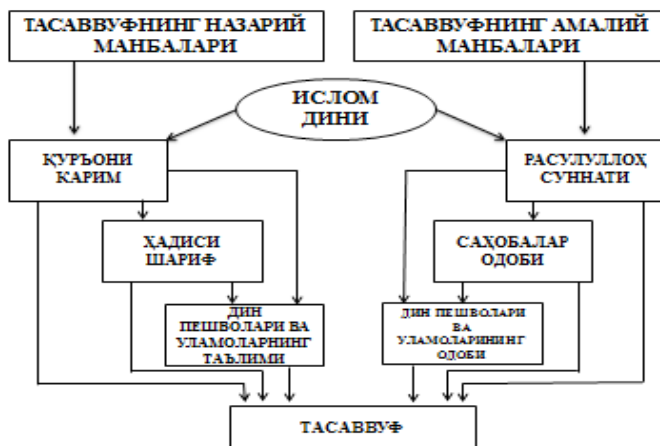 ТАСАВВУФНИНГ НАЗАРИЙ
МАНБАЛАРИ
ТАСАВВУФНИНГ АМАЛИЙ
МАНБАЛАРИ
ИСЛОМ
ДИНИ
ҚУРЪОНИ
КАРИМ
РАСУЛУЛЛОҲ
СУННАТИ
ҲАДИСИ
ШАРИФ
САҲОБАЛАР
ОДОБИ
ДИН
ПЕШВОЛАРИ ВА
УЛАМОЛАРНИНГ
ТАЪЛИМИ
ДИН ПЕШВОЛАРИ
ВА
УЛАМОЛАРИНИНГ
ОДОБИ
ТАСАВВУФ